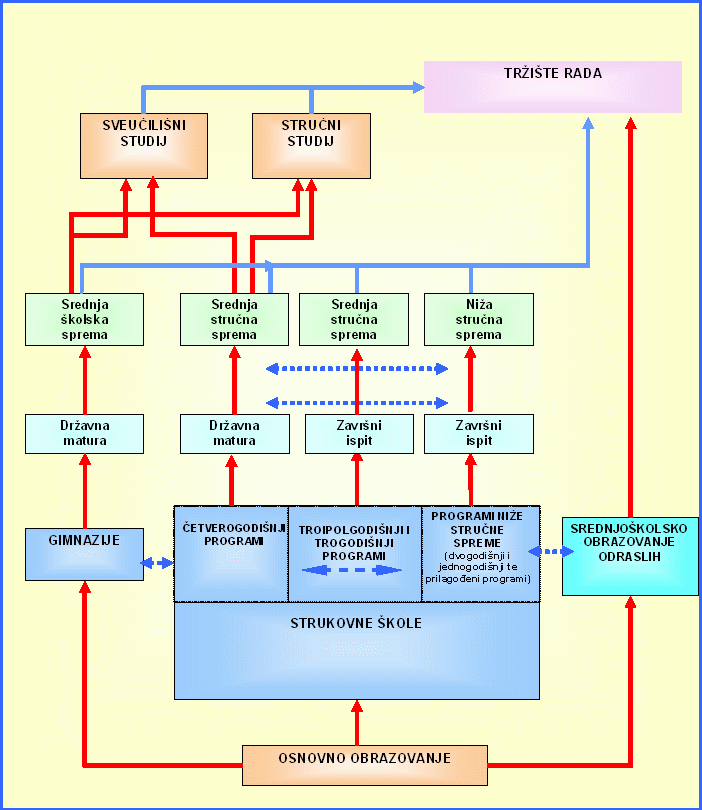 TRŽIŠTE RADA
SVEUČILIŠNI
STUDIJ
STRUČNI
STUDIJ
Srednja
školska
sprema
Srednja
stručna
sprema
Srednja
stručna
sprema
Niža
stručna
sprema
Državna
matura
Državna
matura
Završni
ispit
Završni
ispit
GIMNAZIJE
ČETVEROGODIŠNJI
PROGRAMI
TROIPOLGODIŠNJI I
TROGODIŠNJI
PROGRAMI
PROGRAMI NIŽE
STRUČNE
SPREME
(dvogodišnji i
jednogodišnji te
prilagođeni programi)
SREDNJOŠKOLSKO
OBRAZOVANJE
ODRASLIH
STRUKOVNE ŠKOLE
OSNOVNO OBRAZOVANJE